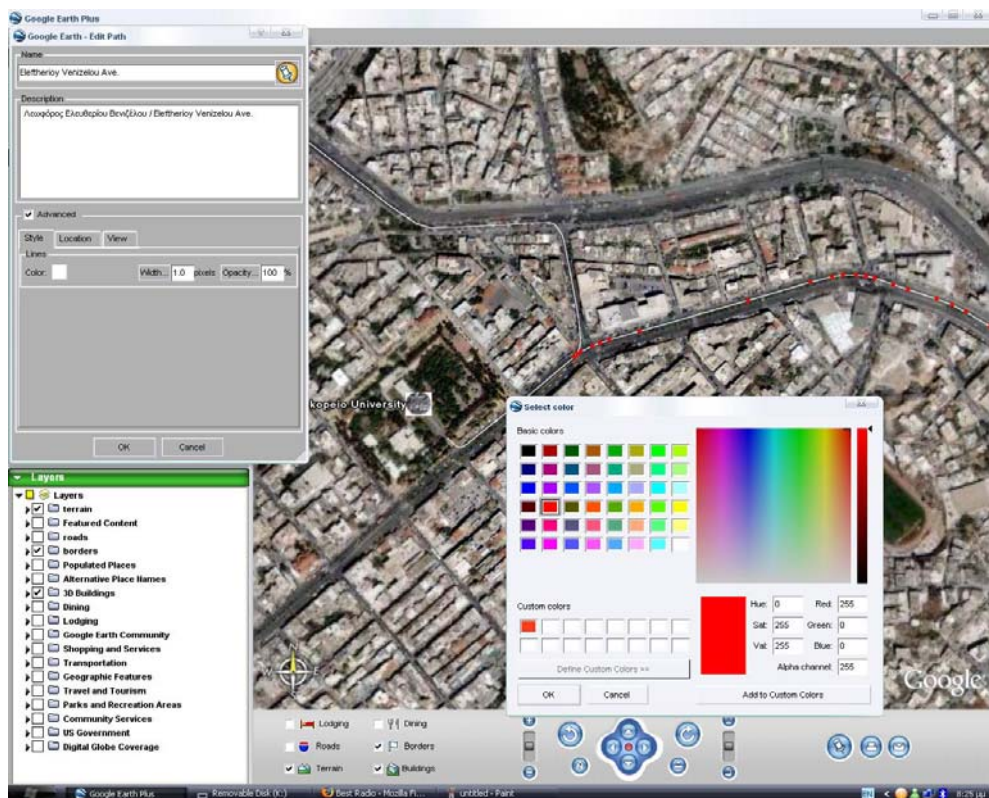 Google Earth Plus
Google Earth - Edit Path
Name
Eleftherioy Venizelou Ave.
Description
Λεωφόρος Ελευθερίου Βενιζέλου / Eleftherioy Venizelou Ave.
Advanced
Style Location View
Lines
Color: Width... 1.0 pixels Opacity... 100 %
OK Cancel
kopeio University
Layers
Layers
terrain
Featured Content
roads
borders
Populated Places
Alternative Place Names
3D Buildings
Dining
Lodging
Google Earth Community
Shopping and Services
Transportation
Geographic Features
Travel and Tourism
Parks and Recreation Areas
Community Services
US Government
Digital Globe Coverage
Select color
Basic colors
Custom colors
Define Custom Colors >>
OK Cancel
Hue: 0 Red: 255
Sat: 255 Green: 0
Val: 255 Blue: 0
Alpha channel: 255
Add to Custom Colors
N
Google
Lodging Dining
Roads Borders
Terrain Buildings
Google Earth Plus Removable Disk (K:) Best Radio - Mozilla Fi... untitled - Paint EN 8:25 μμ